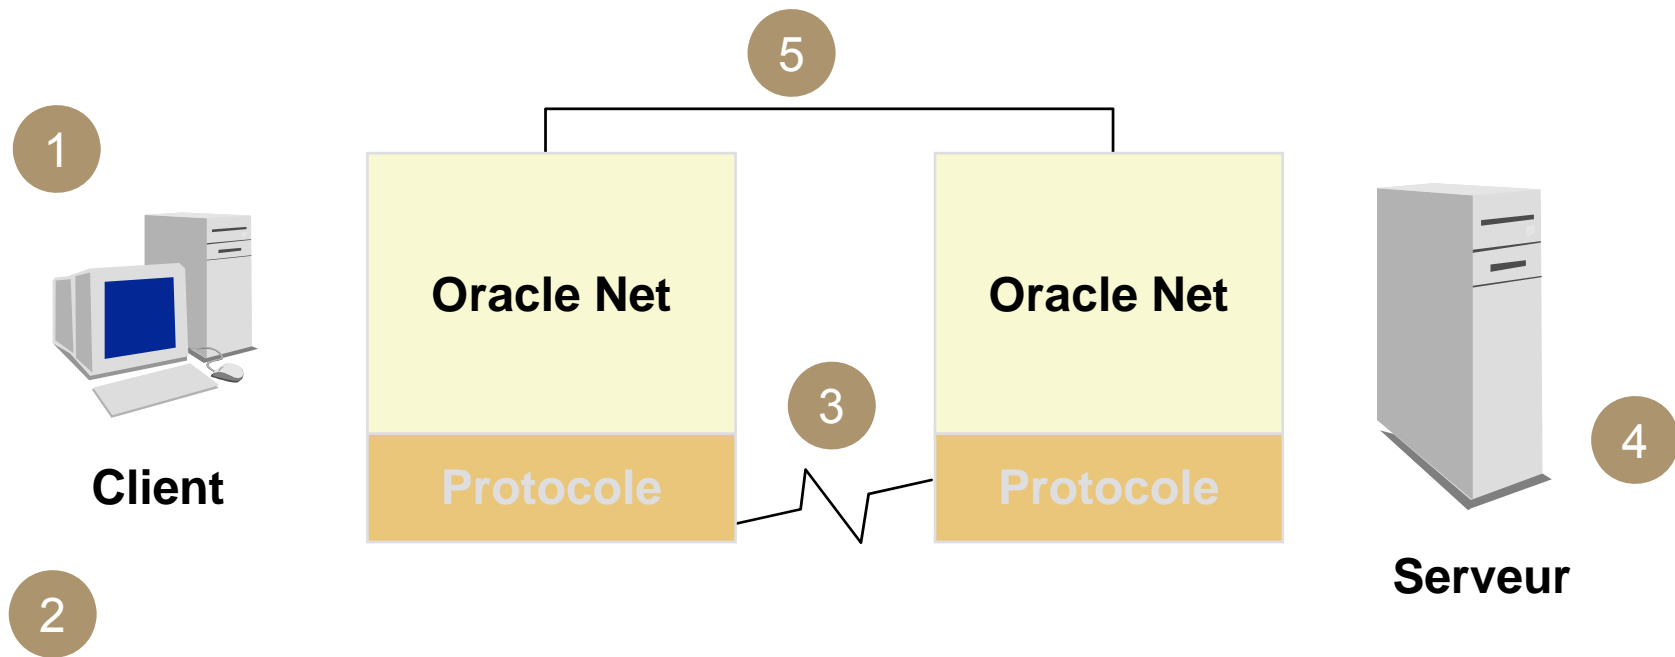 5
1
Oracle Net
Oracle Net
3
4
Client
Protocole
Protocole
Serveur
2